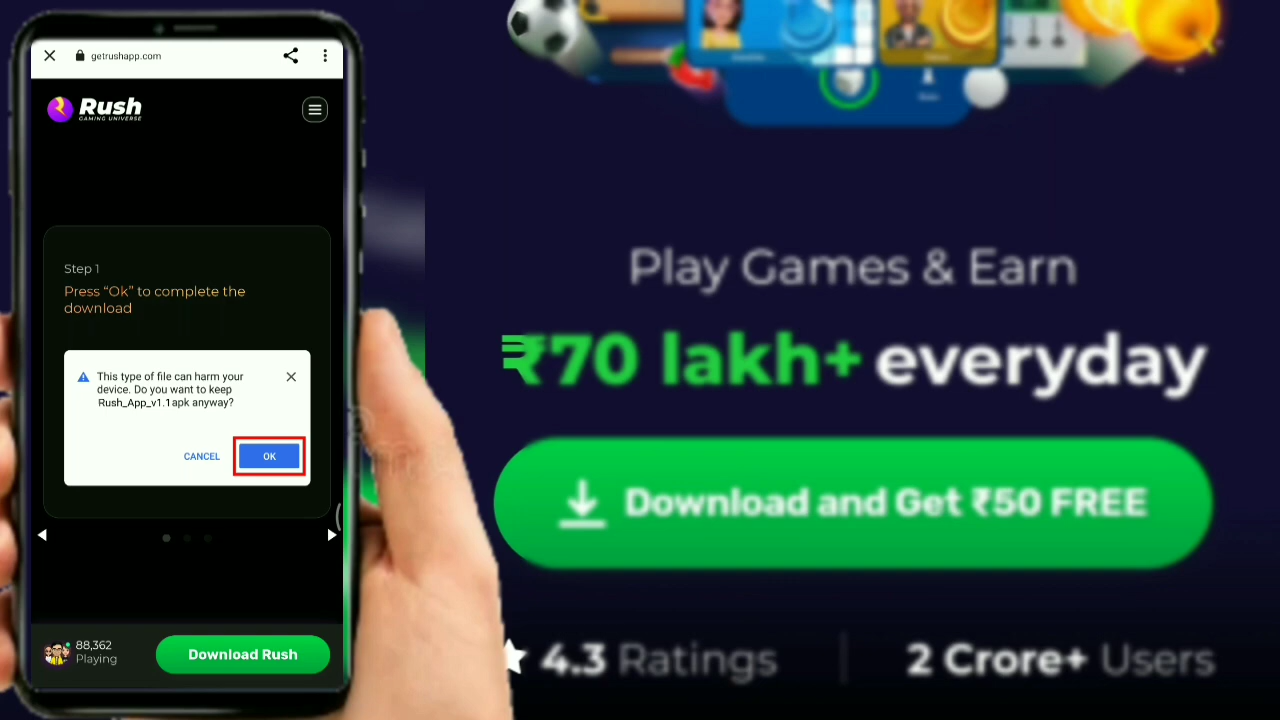 getrushapp.com
Rush
GAMING UNIVERSE
Step 1
Press “Ok” to complete the
download
This type of file can harm your
device. Do you want to keep
Rush_App_v1.1apk anyway?
CANCEL
OK
88,362
Playing
Download Rush
Play Games & Earn
₹70 lakh+ everyday
Download and Get ₹50 FREE
4.3 Ratings
2 Crore+ Users